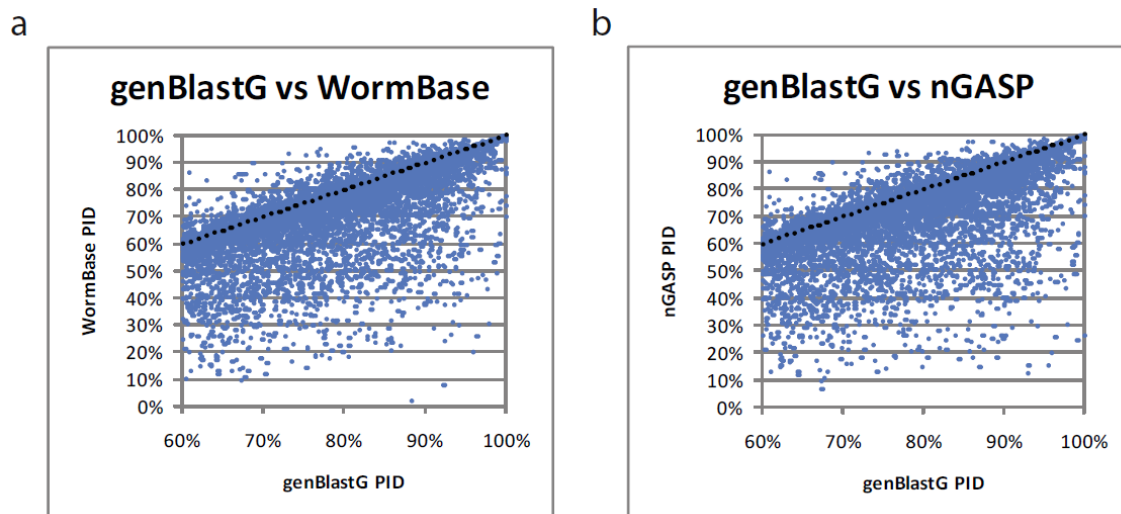 a
genBlastG vs WormBase
100%
90%
80%
70%
60%
50%
40%
30%
20%
10%
0%
WormBase PID
60% 70% 80% 90% 100%
genBlastG PID
b
genBlastG vs nGASP
100%
90%
80%
70%
60%
50%
40%
30%
20%
10%
0%
nGASP PID
60% 70% 80% 90% 100%
genBlastG PID